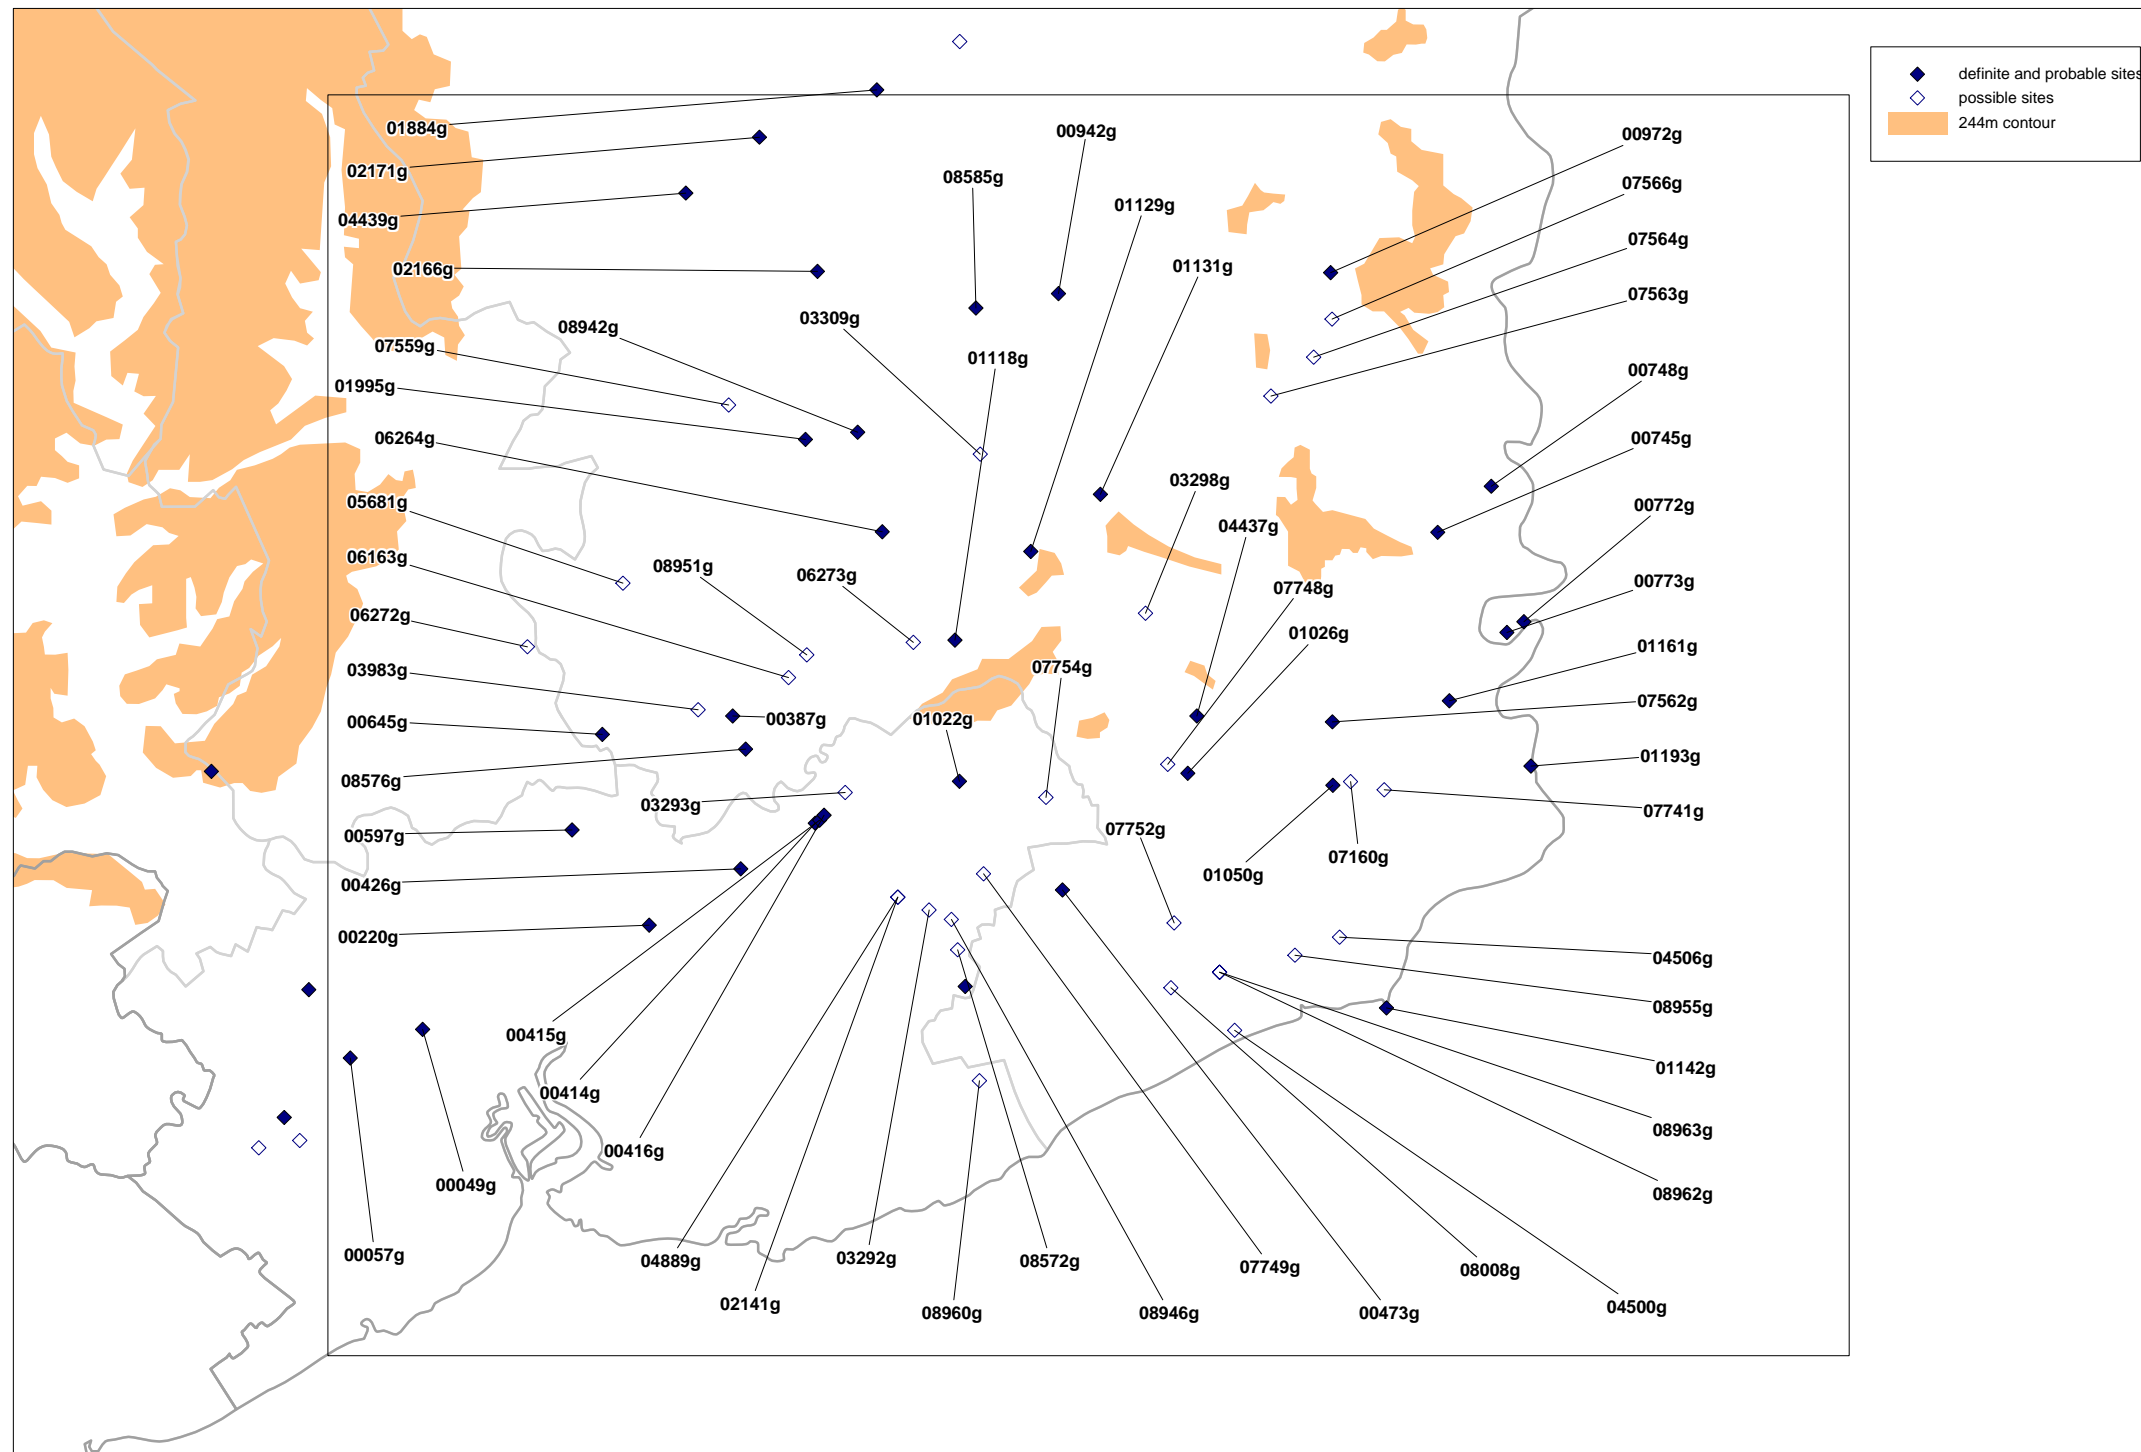 definite and probable sites
possible sites
244m contour
01884g
00942g
00972g
02171g
08585g
07566g
04439g
01129g
07564g
02166g
01131g
07563g
08942g
03309g
07559g
01118g
00748g
01995g
06264g
00745g
05681g
03298g
00772g
04437g
06163g
08951g
06273g
07748g
00773g
06272g
01026g
01161g
03983g
07754g
00645g
00387g
01022g
07562g
08576g
01193g
03293g
07741g
00597g
07752g
07160g
00426g
01050g
00220g
04506g
00415g
08955g
00414g
01142g
00416g
08963g
00049g
08962g
00057g
04889g
03292g
08572g
07749g
08008g
02141g
08960g
08946g
00473g
04500g